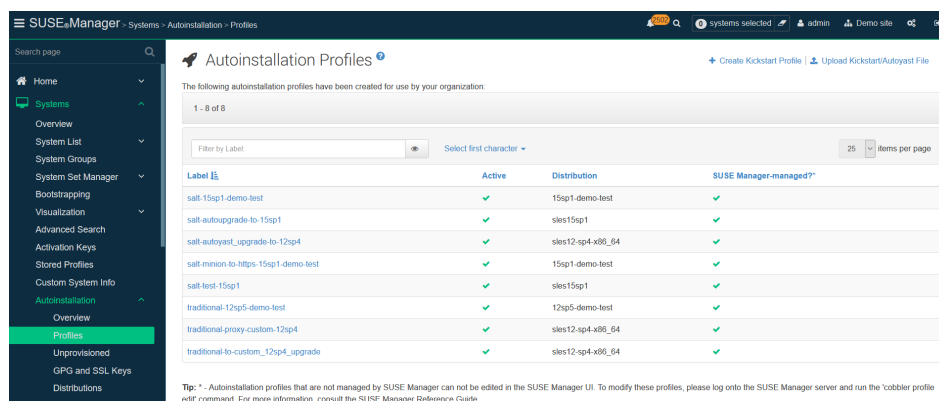 SUSE®Manager > Systems > Autoinstallation > Profiles
2502
0 systems selected
admin
Demo site
Search page
Home
Systems
Overview
System List
System Groups
System Set Manager
Bootstrapping
Visualization
Advanced Search
Activation Keys
Stored Profiles
Custom System Info
Autoinstallation
Overview
Profiles
Unprovisioned
GPG and SSL Keys
Distributions
Autoinstallation Profiles ?
+ Create Kickstart Profile | Upload Kickstart/Autoyast File
The following autoinstallation profiles have been created for use by your organization:
1 - 8 of 8
Filter by Label: Select first character 25 items per page
Label Active Distribution SUSE Manager-managed?*
salt-15sp1-demo-test 15sp1-demo-test
salt-autoupgrade-to-15sp1 sles15sp1
salt-autoyast_upgrade-to-12sp4 sles12-sp4-x86_64
salt-minion-to-https-15sp1-demo-test 15sp1-demo-test
salt-test-15sp1 sles15sp1
traditional-12sp5-demo-test 12sp5-demo-test
traditional-proxy-custom-12sp4 sles12-sp4-x86_64
traditional-to-custom_12sp4_upgrade sles12-sp4-x86_64
Tip: * - Autoinstallation profiles that are not managed by SUSE Manager can not be edited in the SUSE Manager UI. To modify these profiles, please log onto the SUSE Manager server and run the 'cobbler profile
edit' command. For more information, consult the SUSE Manager Reference Guide.